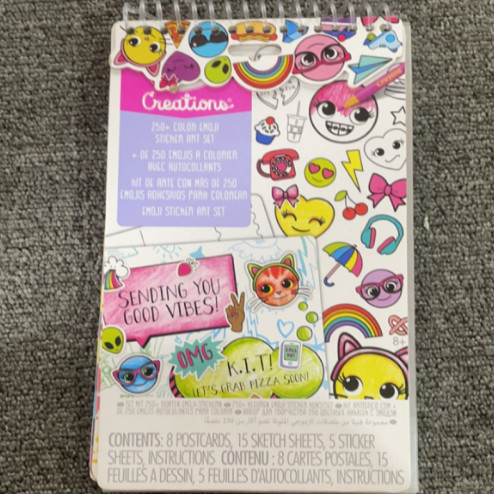 Creations
250+ COLOR EMOJI
STICKER ART SET
+ DE 250 EMOJIS A COLORIER
AVEC AUTOCOLLANTS
KIT DE ARTE CON MÁS DE 250
EMOJIS ADHESIVOS PARA COLOREAR
EMOJI STICKER ART SET
SENDING YOU
GOOD VIBES!
OMG
K.I.T!
LET'S GRAB PIZZA SOON!
8+
CONTENTS: 8 POSTCARDS, 15 SKETCH SHEETS, 5 STICKER
SHEETS, INSTRUCTIONS CONTENU : 8 CARTES POSTALES, 15
FEUILLES A DESSIN, 5 FEUILLES D'AUTOCOLLANTS, INSTRUCTIONS